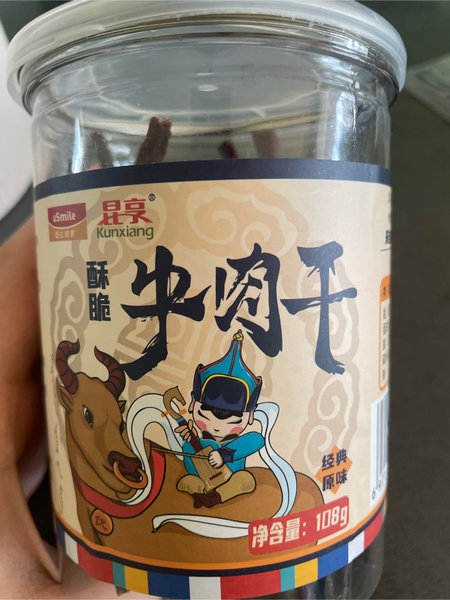 uSmile
昆享®
Kunxiang
酥脆
牛肉干
经典
原味
净含量：108g